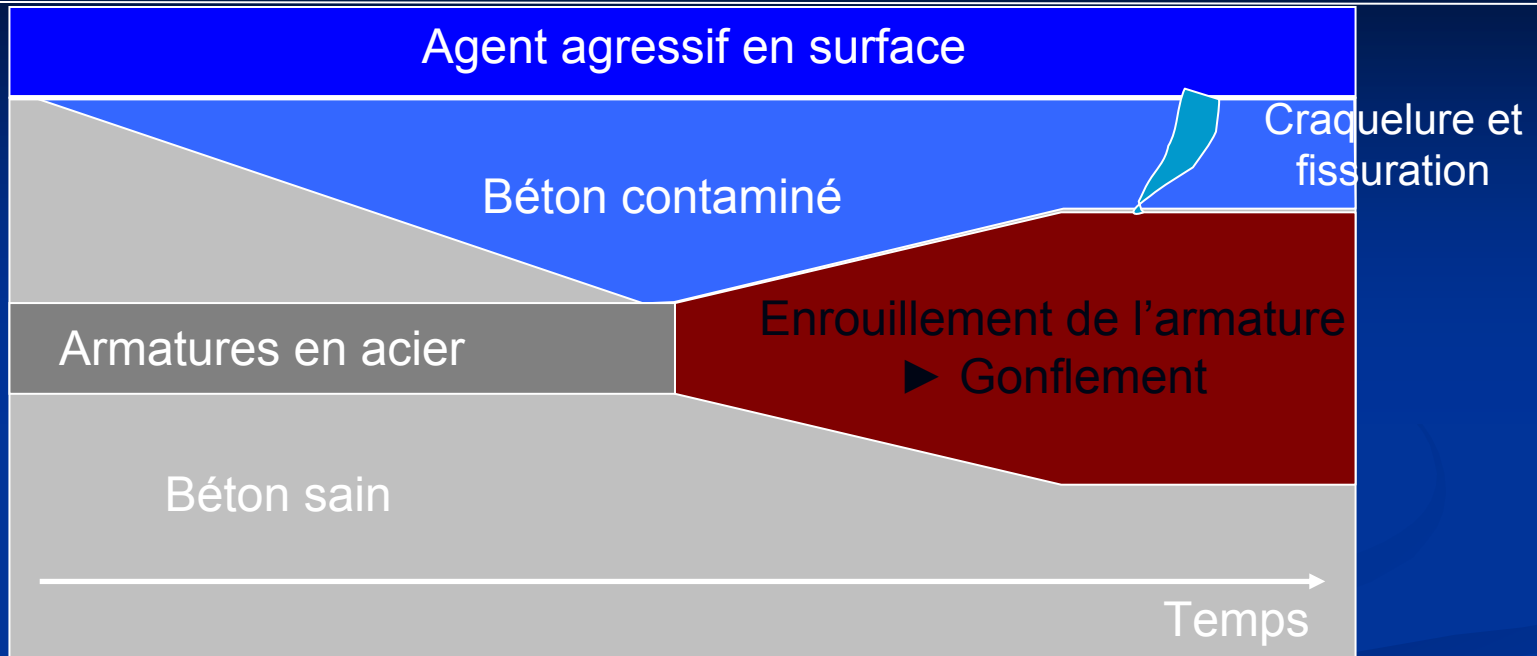 Agent agressif en surface
Craquelure et
fissuration
Béton contaminé
Enrouillement de l’armature
► Gonflement
Armatures en acier
Béton sain
Temps